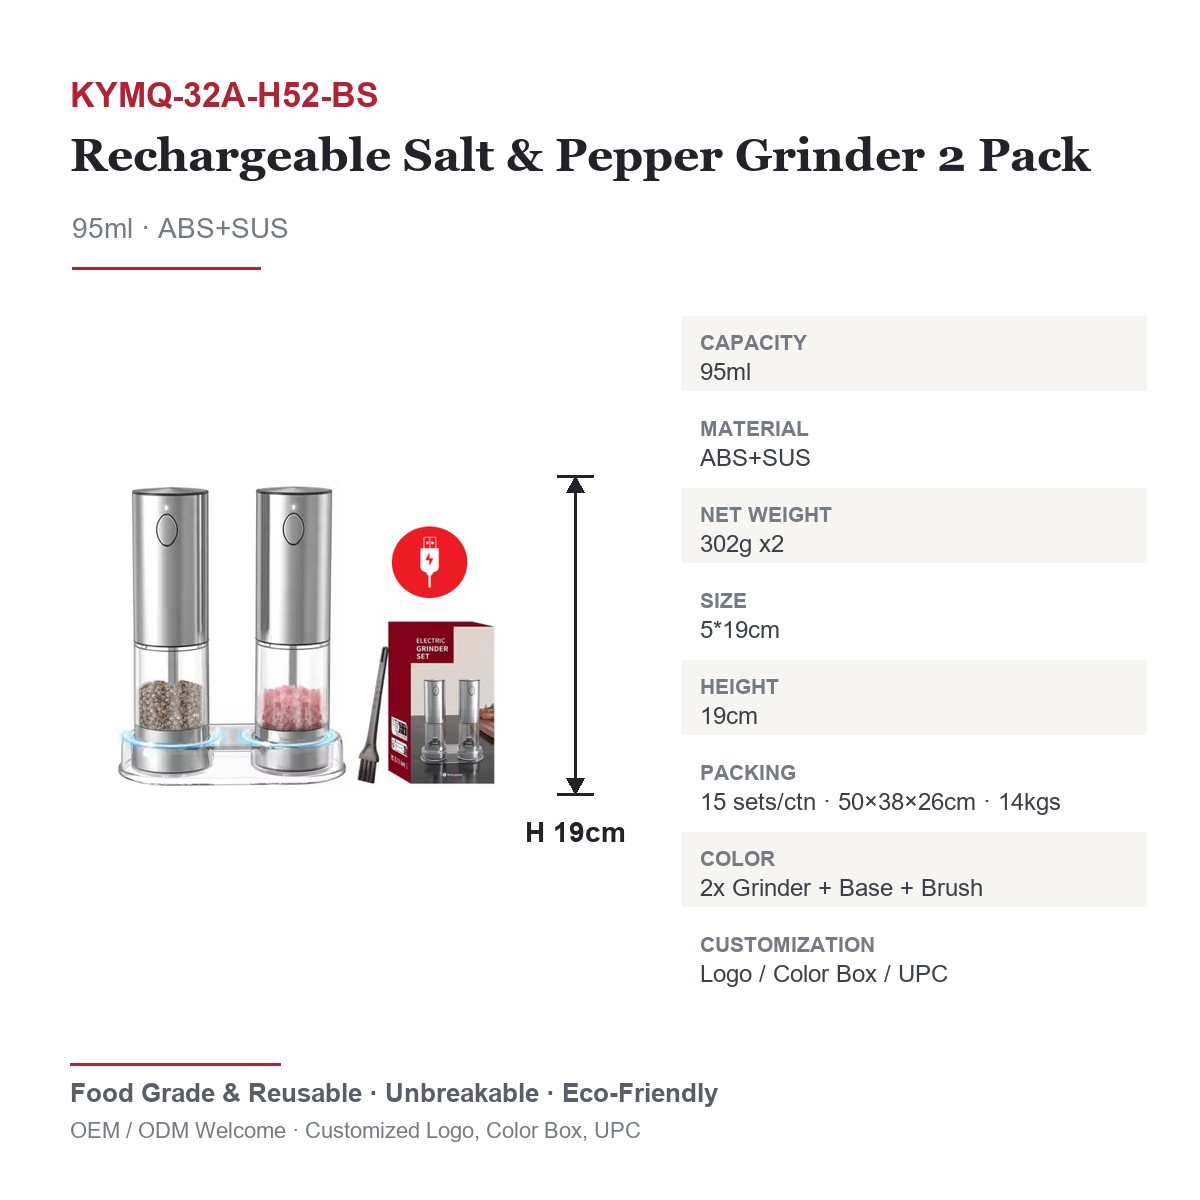 KYMQ-32A-H52-BS
Rechargeable Salt & Pepper Grinder 2 Pack
95ml · ABS+SUS
ELECTRIC
GRINDER
SET
H 19cm
CAPACITY
95ml
MATERIAL
ABS+SUS
NET WEIGHT
302g x2
SIZE
5*19cm
HEIGHT
19cm
PACKING
15 sets/ctn · 50×38×26cm · 14kgs
COLOR
2x Grinder + Base + Brush
CUSTOMIZATION
Logo / Color Box / UPC
Food Grade & Reusable · Unbreakable · Eco-Friendly
OEM / ODM Welcome · Customized Logo, Color Box, UPC